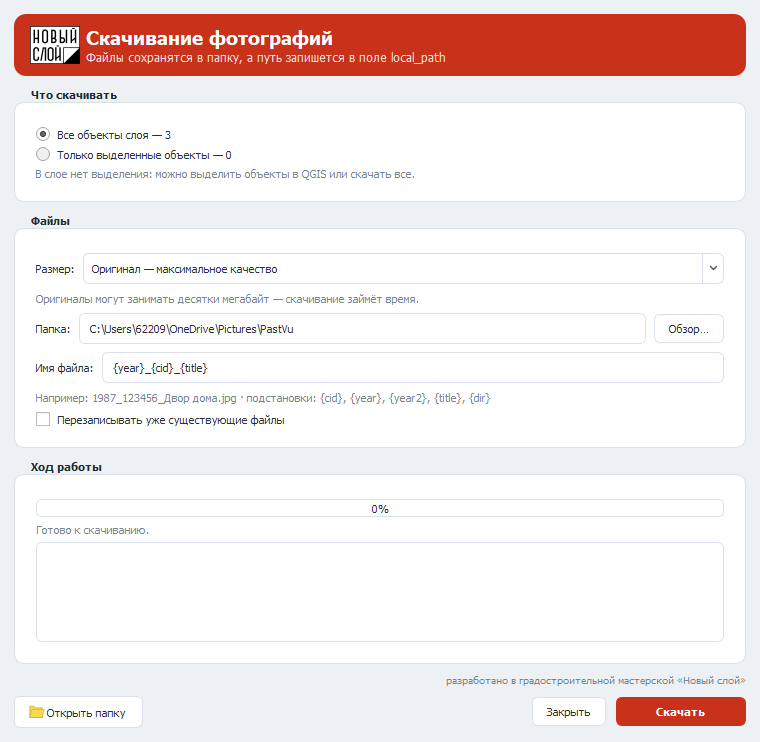 НОВЫЙ
СЛОЙ
Скачивание фотографий
Файлы сохранятся в папку, а путь запишется в поле local_path
Что скачивать
Все объекты слоя — 3
Только выделенные объекты — 0
В слое нет выделения: можно выделить объекты в QGIS или скачать все.
Файлы
Размер: Оригинал — максимальное качество
Оригиналы могут занимать десятки мегабайт — скачивание займёт время.
Папка: C:\Users\62209\OneDrive\Pictures\PastVu Обзор...
Имя файла: {year}_{cid}_{title}
Например: 1987_123456_Двор дома.jpg · подстановки: {cid}, {year}, {year2}, {title}, {dir}
Перезаписывать уже существующие файлы
Ход работы
0%
Готово к скачиванию.
разработано в градостроительной мастерской «Новый слой»
Открыть папку Закрыть Скачать